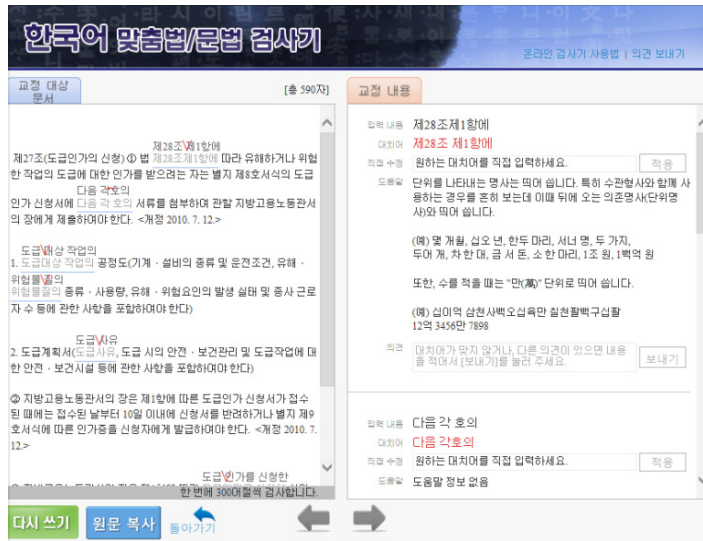 한국어 맞춤법/문법 검사기
온라인 검사기 사용법 | 의견 보내기
교정 대상
문서
[총 590자]
제28조 제1항에
제27조(도급인가의 신청) ① 법 제28조제1항에 따라 유해하거나 위험
한 작업의 도급에 대한 인가를 받으려는 자는 별지 제8호서식의 도급
다음 각호의
인가 신청서에 다음 각 호의 서류를 첨부하여 관할 지방고용노동관서
의 장에게 제출하여야 한다. <개정 2010. 7. 12.>
도급 대상 작업의
1. 도급대상 작업의 공정도(기계ㆍ설비의 종류 및 운전조건, 유해ㆍ
위험물 질의
위험물질의 종류ㆍ사용량, 유해ㆍ위험요인의 발생 실태 및 종사 근로
자 수 등에 관한 사항을 포함하여야 한다)
도급 사유
2. 도급계획서(도급사유, 도급 시의 안전ㆍ보건관리 및 도급작업에 대
한 안전ㆍ보건시설 등에 관한 사항을 포함하여야 한다)
② 지방고용노동관서의 장은 제1항에 따른 도급인가 신청서가 접수
된 때에는 접수된 날부터 10일 이내에 신청서를 반려하거나 별지 제9
호서식에 따른 인가증을 신청자에게 발급하여야 한다. <개정 2010. 7.
12.>
도급 인가를 신청한
한 번에 300어절씩 검사합니다.
다시 쓰기
원문 복사
돌아가기
교정 내용
입력 내용 제28조제1항에
대치어 제28조 제1항에
직접 수정 원하는 대치어를 직접 입력하세요. 적용
도움말 단위를 나타내는 명사는 띄어 씁니다. 특히 수관형사와 함께 사
용하는 경우를 흔히 보는데 이때 뒤에 오는 의존명사(단위명
사)와 띄어 씁니다.
(예) 몇 개월, 십오 년, 한두 마리, 서너 명, 두 가지,
두어 개, 차 한 대, 금 서 돈, 소 한 마리, 1조 원, 1백억 원
또한, 수를 적을 때는 "만(萬)" 단위로 띄어 씁니다.
(예) 십이억 삼천사백오십육만 칠천팔백구십팔
12억 3456만 7898
의견 대치어가 맞지 않거나, 다른 의견이 있으면 내용
을 적어서 [보내기]를 눌러 주세요. 보내기
입력 내용 다음 각 호의
대치어 다음 각호의
직접 수정 원하는 대치어를 직접 입력하세요. 적용
도움말 도움말 정보 없음